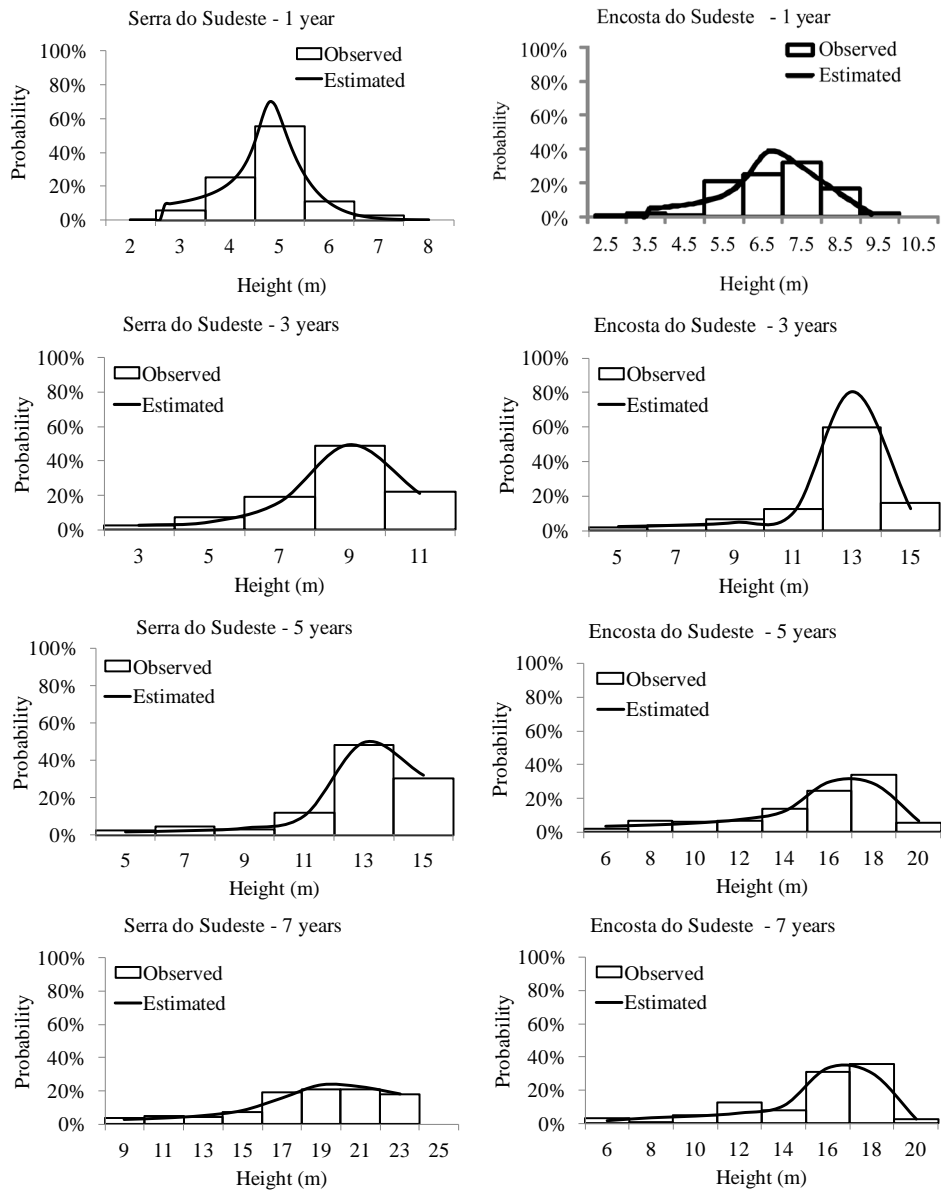 Serra do Sudeste - 1 year
Observed
Estimated
100%
80%
60%
40%
20%
0%
Probability
2 3 4 5 6 7 8
Height (m)
Encosta do Sudeste - 1 year
Observed
Estimated
100%
80%
60%
40%
20%
0%
Probability
2.5 3.5 4.5 5.5 6.5 7.5 8.5 9.5 10.5
Height (m)
Serra do Sudeste - 3 years
Observed
Estimated
100%
80%
60%
40%
20%
0%
Probability
3 5 7 9 11
Height (m)
Encosta do Sudeste - 3 years
Observed
Estimated
100%
80%
60%
40%
20%
0%
Probability
5 7 9 11 13 15
Height (m)
Serra do Sudeste - 5 years
Observed
Estimated
100%
80%
60%
40%
20%
0%
Probability
5 7 9 11 13 15
Height (m)
Encosta do Sudeste - 5 years
Observed
Estimated
100%
80%
60%
40%
20%
0%
Probability
6 8 10 12 14 16 18 20
Height (m)
Serra do Sudeste - 7 years
Observed
Estimated
100%
80%
60%
40%
20%
0%
Probability
9 11 13 15 17 19 21 23 25
Height (m)
Encosta do Sudeste - 7 years
Observed
Estimated
100%
80%
60%
40%
20%
0%
Probability
6 8 10 12 14 16 18 20
Height (m)